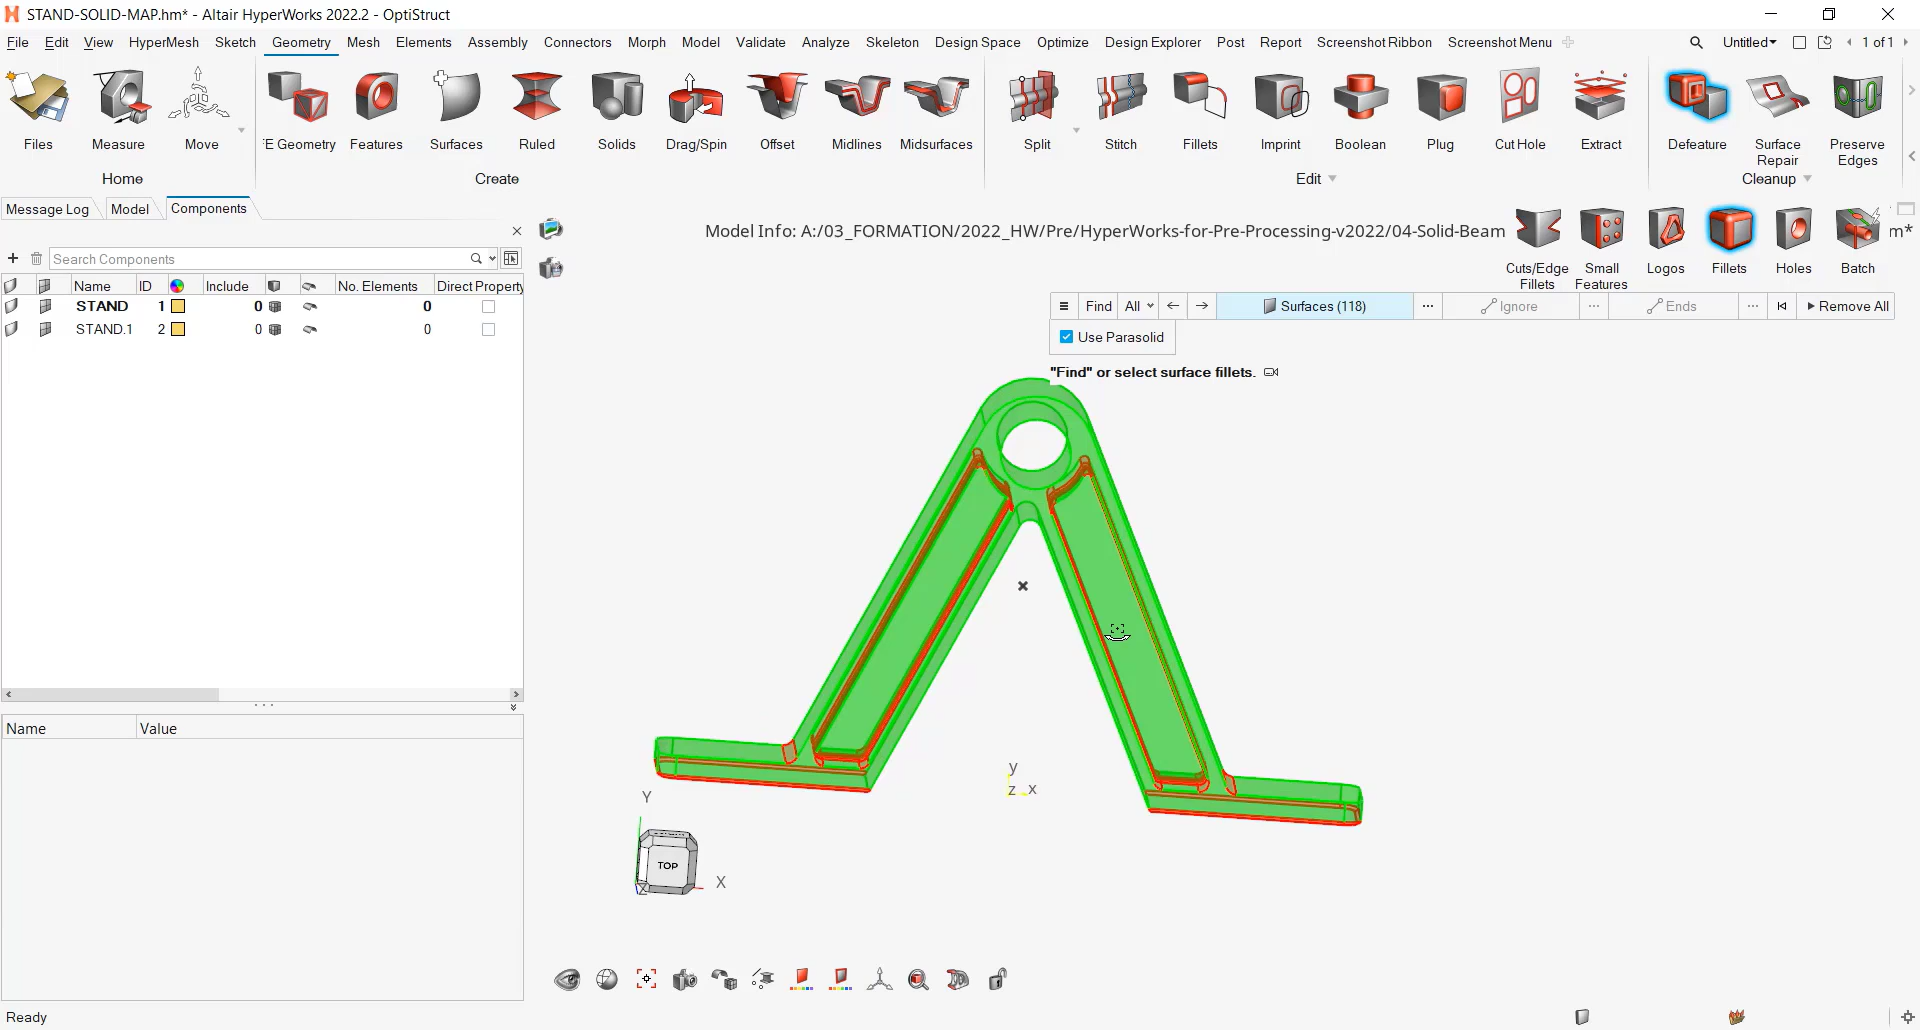 STAND-SOLID-MAP.hm* - Altair HyperWorks 2022.2 - OptiStruct
File Edit View HyperMesh Sketch Geometry Mesh Elements Assembly Connectors Morph Model Validate Analyze Skeleton Design Space Optimize Design Explorer Post Report Screenshot Ribbon Screenshot Menu Untitled 1 of 1
Files Measure Move 'E Geometry Features Surfaces Ruled Solids Drag/Spin Offset Midlines Midsurfaces Split Stitch Fillets Imprint Boolean Plug Cut Hole Extract Defeature Surface Repair Preserve Edges
Home Create Edit Cleanup
Message Log Model Components
Model Info: A:/03_FORMATION/2022_HW/Pre/HyperWorks-for-Pre-Processing-v2022/04-Solid-Beam m*
Search Components
Cuts/Edge Fillets Small Features Logos Fillets Holes Batch
Name ID Include No. Elements Direct Property
STAND 1 0 0
STAND.1 2 0 0
Find All Surfaces (118) ... Ignore ... Ends ... Remove All
Use Parasolid
"Find" or select surface fillets.
Name Value
y
z x
Y
TOP
X
Z
Ready